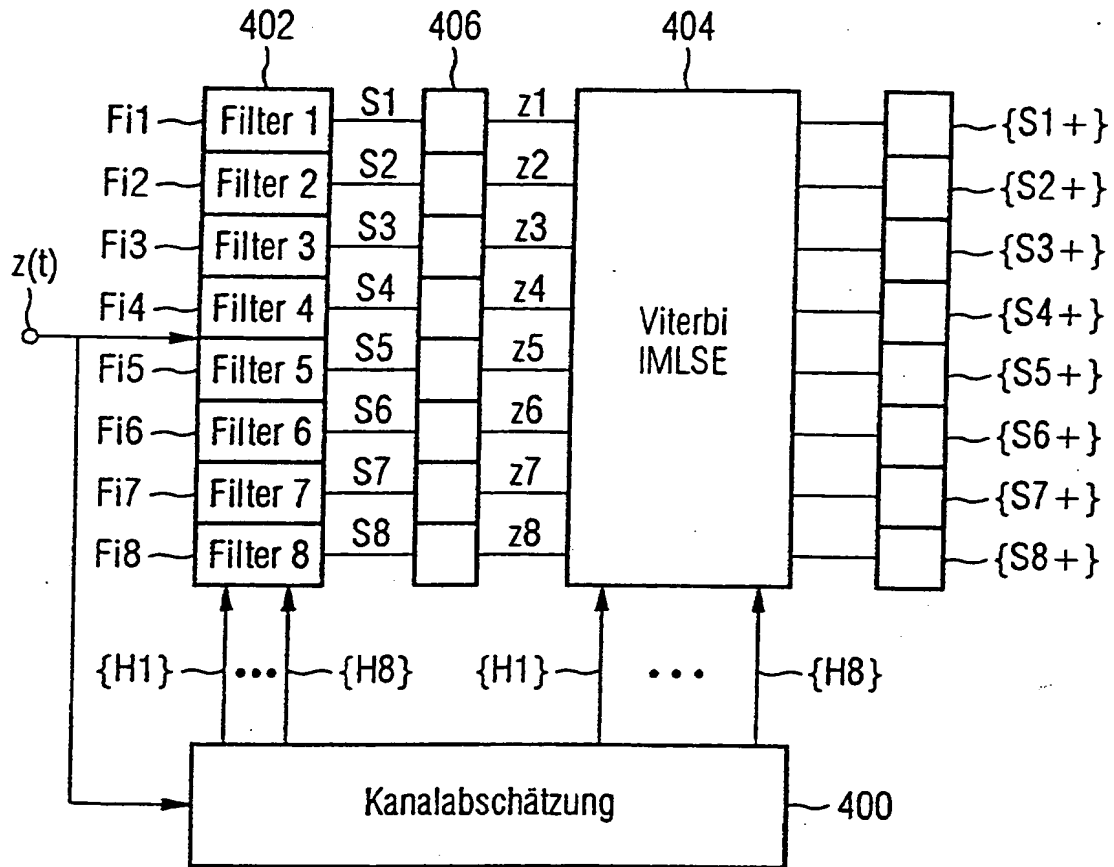 402 406 404
Fi1 Filter 1 S1 z1 {S1+}
Fi2 Filter 2 S2 z2 {S2+}
Fi3 Filter 3 S3 z3 {S3+}
z(t)
Fi4 Filter 4 S4 z4 {S4+}
Viterbi
IMLSE
Fi5 Filter 5 S5 z5 {S5+}
Fi6 Filter 6 S6 z6 {S6+}
Fi7 Filter 7 S7 z7 {S7+}
Fi8 Filter 8 S8 z8 {S8+}
{H1} ••• {H8} {H1} ••• {H8}
Kanalabschätzung 400